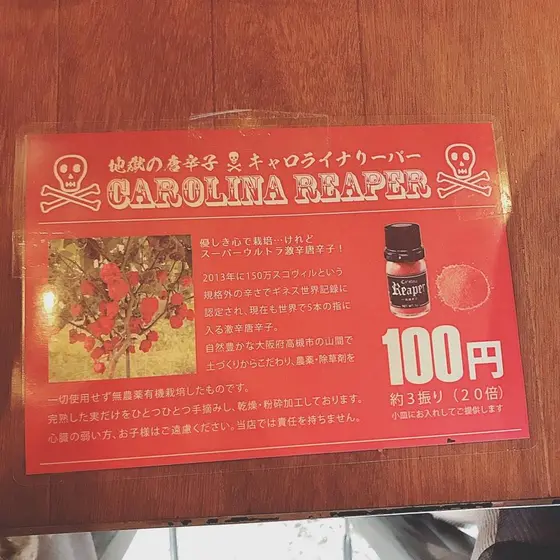 地獄の唐辛子 キャロライナリーパー
CAROLINA REAPER
優しき心で栽培…けれど
スーパーウルトラ激辛唐辛子！
2013年に150万スコヴィルという
規格外の辛さでギネス世界記録に
認定され、現在も世界で5本の指に
入る激辛唐辛子。
自然豊かな大阪府高槻市の山間で
土づくりからこだわり、農薬・除草剤を
一切使用せず無農薬有機栽培したものです。
完熟した実だけをひとつひとつ手摘みし、乾燥・粉砕加工しております。
心臓の弱い方、お子様はご遠慮ください。当店では責任を持ちません。
Carolina
Reaper
100円
約3振り（20倍）
小皿にお入れしてご提供します